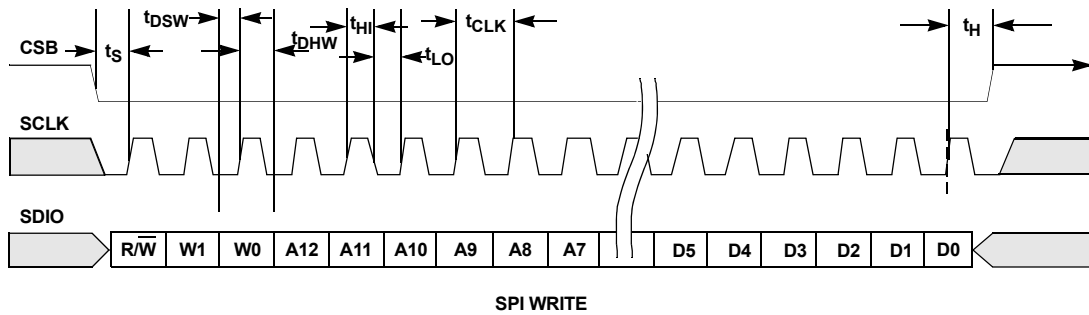 tDSW
tDHW
tHI
tCLK
tH
CSB
tS
tLO
SCLK
SDIO
R/W̅ W1 W0 A12 A11 A10 A9 A8 A7 D5 D4 D3 D2 D1 D0
SPI WRITE